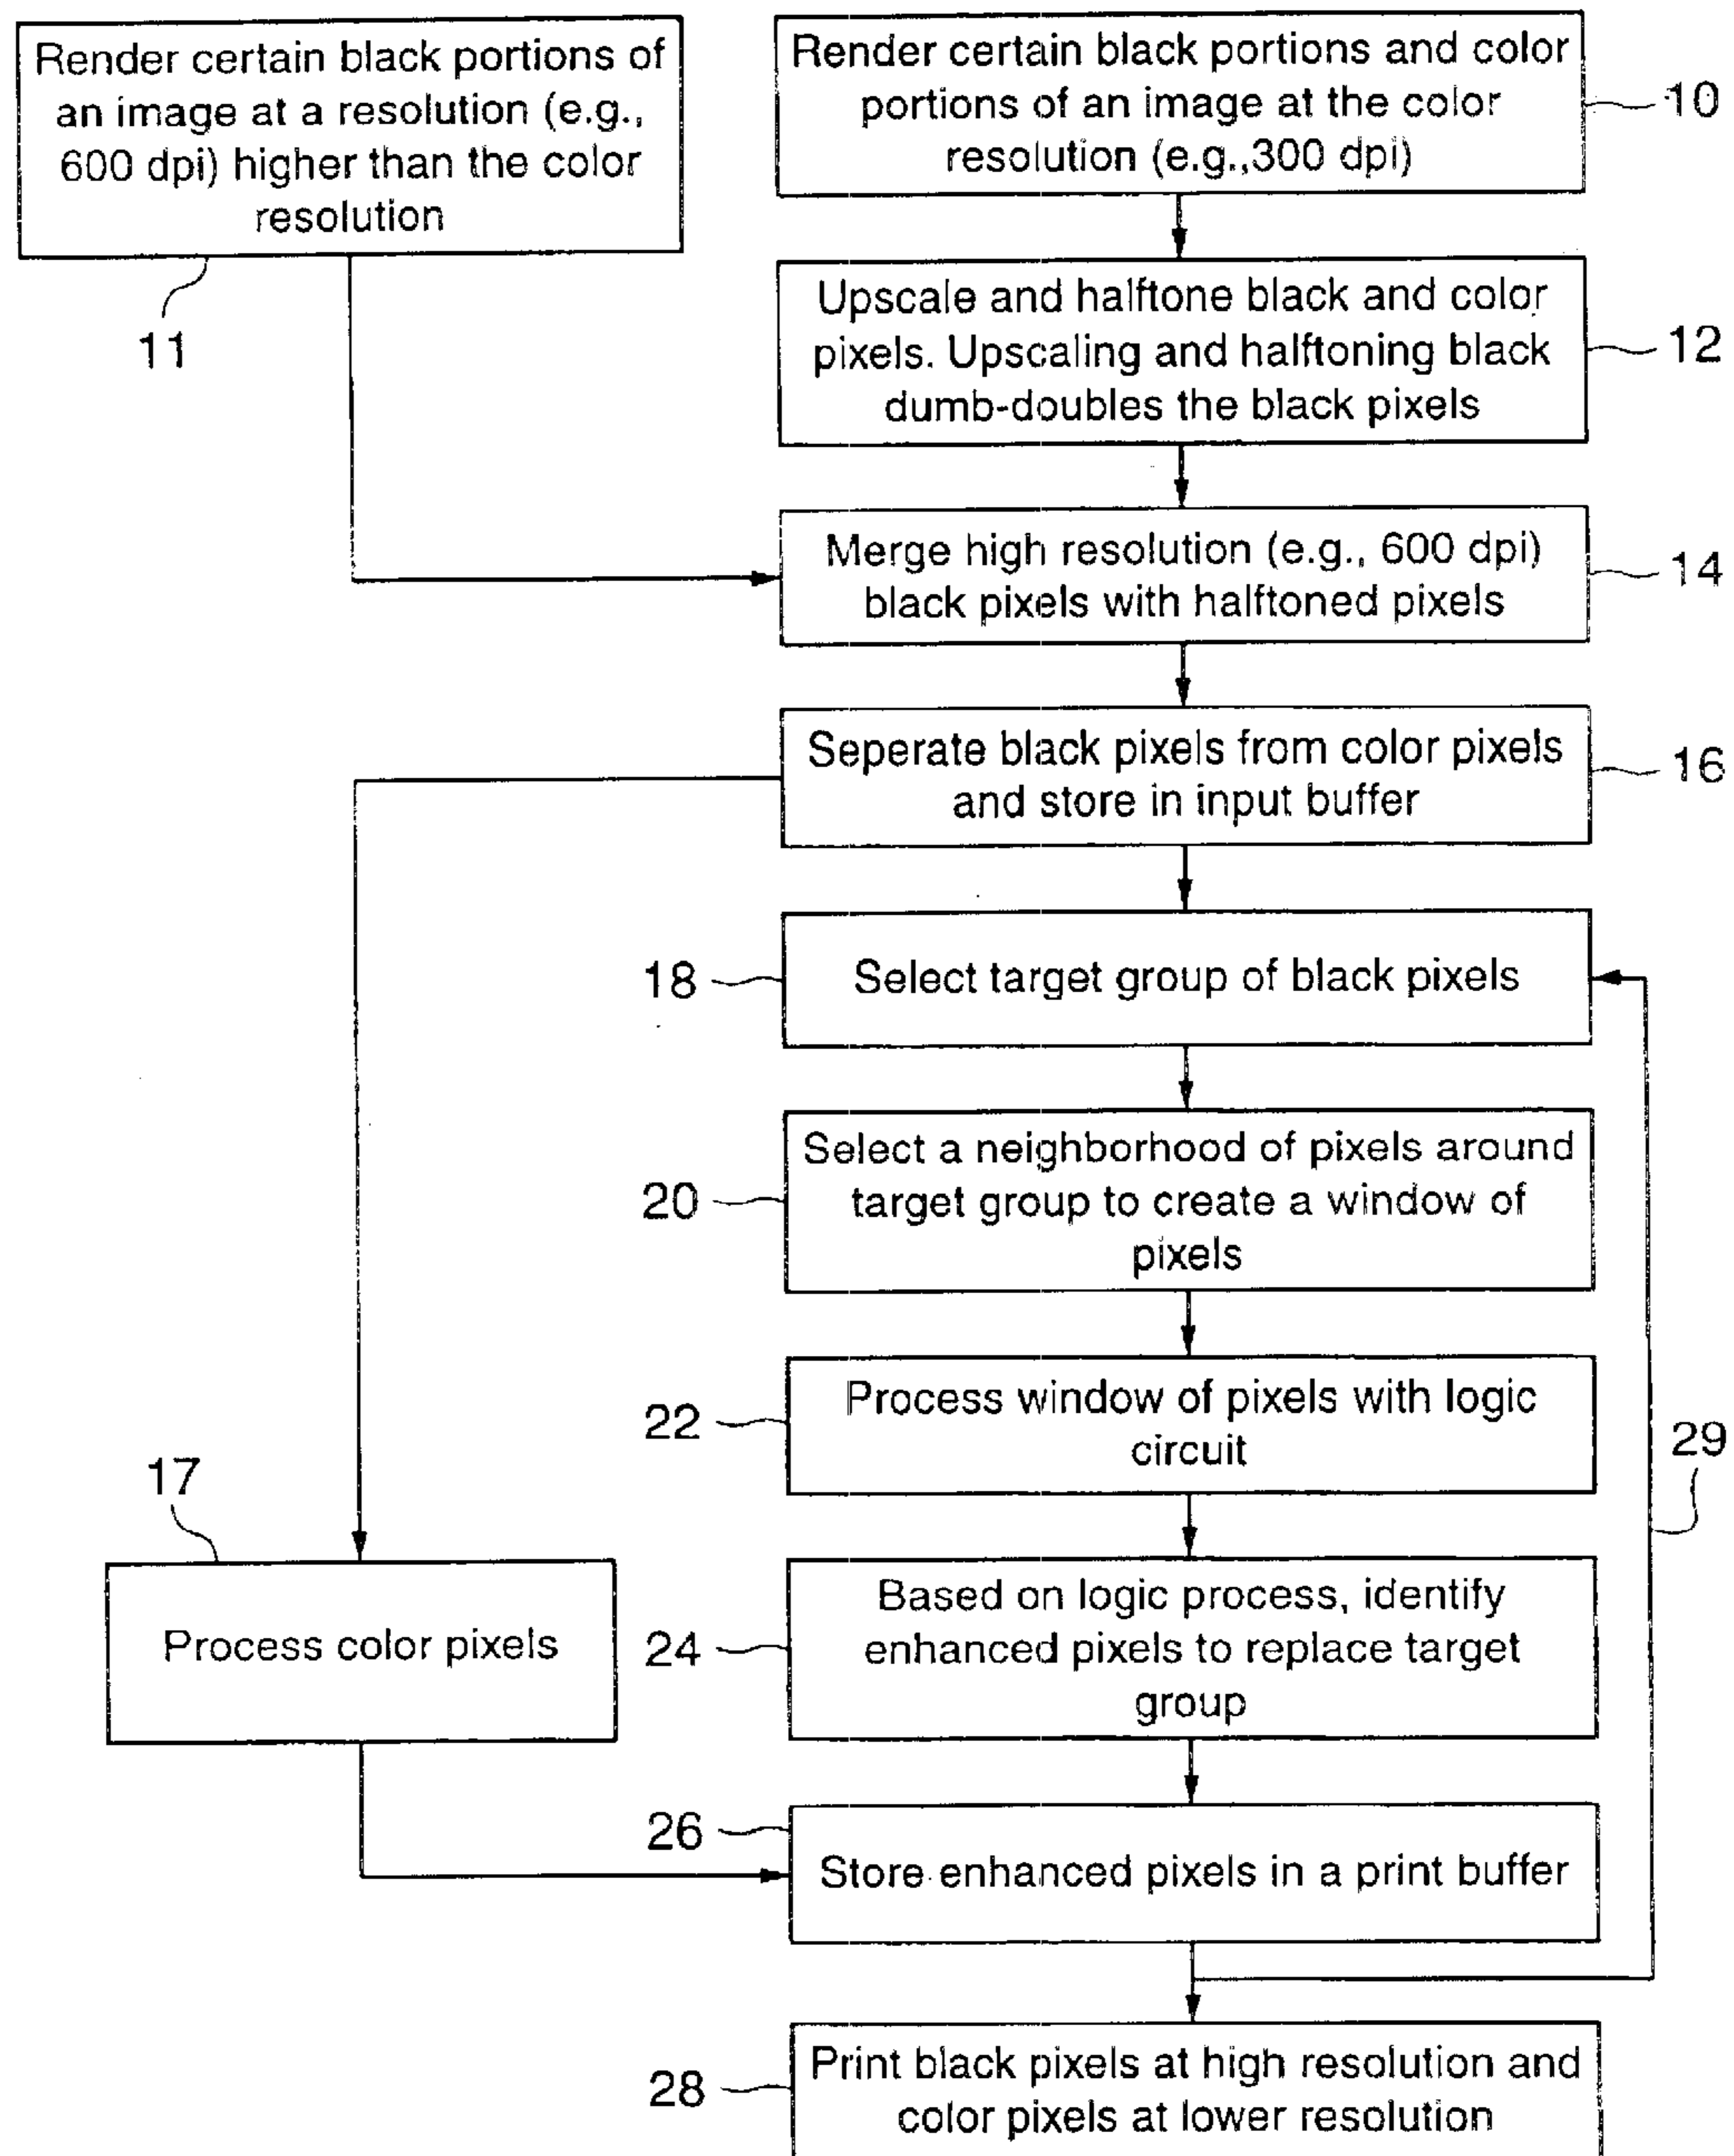 Render certain black portions of
an image at a resolution (e.g.,
600 dpi) higher than the color
resolution
11
Render certain black portions and color
portions of an image at the color
resolution (e.g.,300 dpi)
10
Upscale and halftone black and color
pixels. Upscaling and halftoning black
dumb-doubles the black pixels
12
Merge high resolution (e.g., 600 dpi)
black pixels with halftoned pixels
14
Seperate black pixels from color pixels
and store in input buffer
16
18
Select target group of black pixels
20
Select a neighborhood of pixels around
target group to create a window of
pixels
22
Process window of pixels with logic
circuit
29
17
Process color pixels
24
Based on logic process, identify
enhanced pixels to replace target
group
26
Store enhanced pixels in a print buffer
28
Print black pixels at high resolution and
color pixels at lower resolution